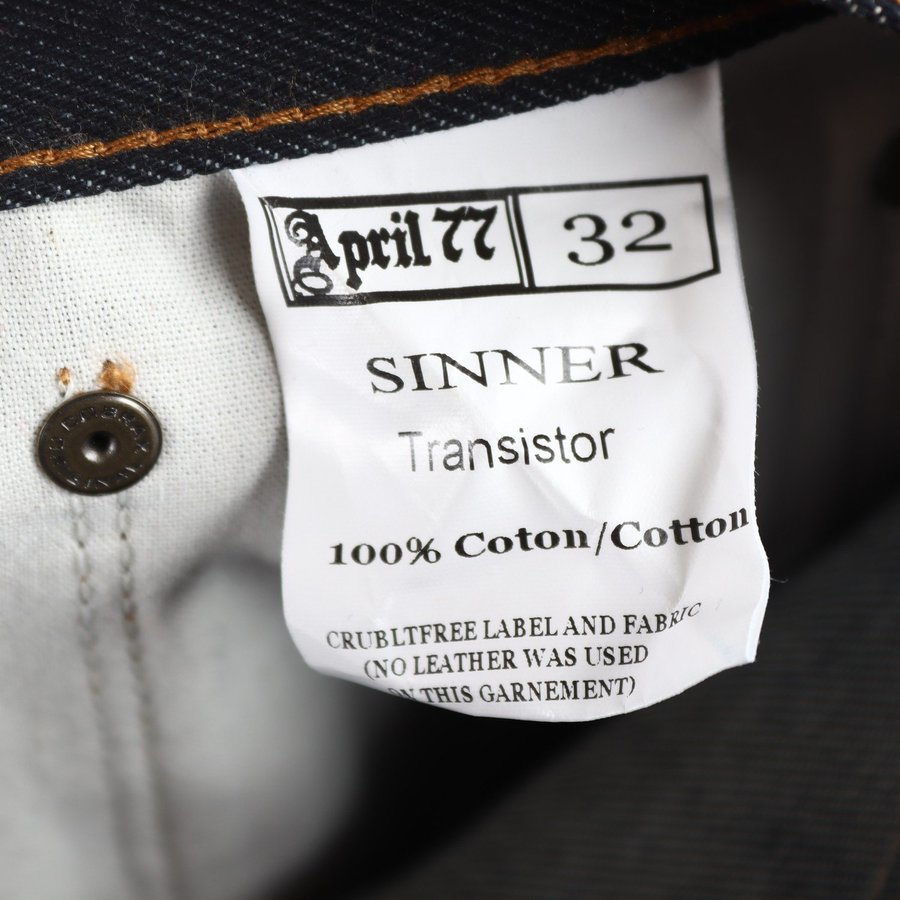 April 77
32
SINNER
Transistor
100% Coton/Cotton
CRUBLTFREE LABEL AND FABRIC
(NO LEATHER WAS USED
ON THIS GARNEMENT)